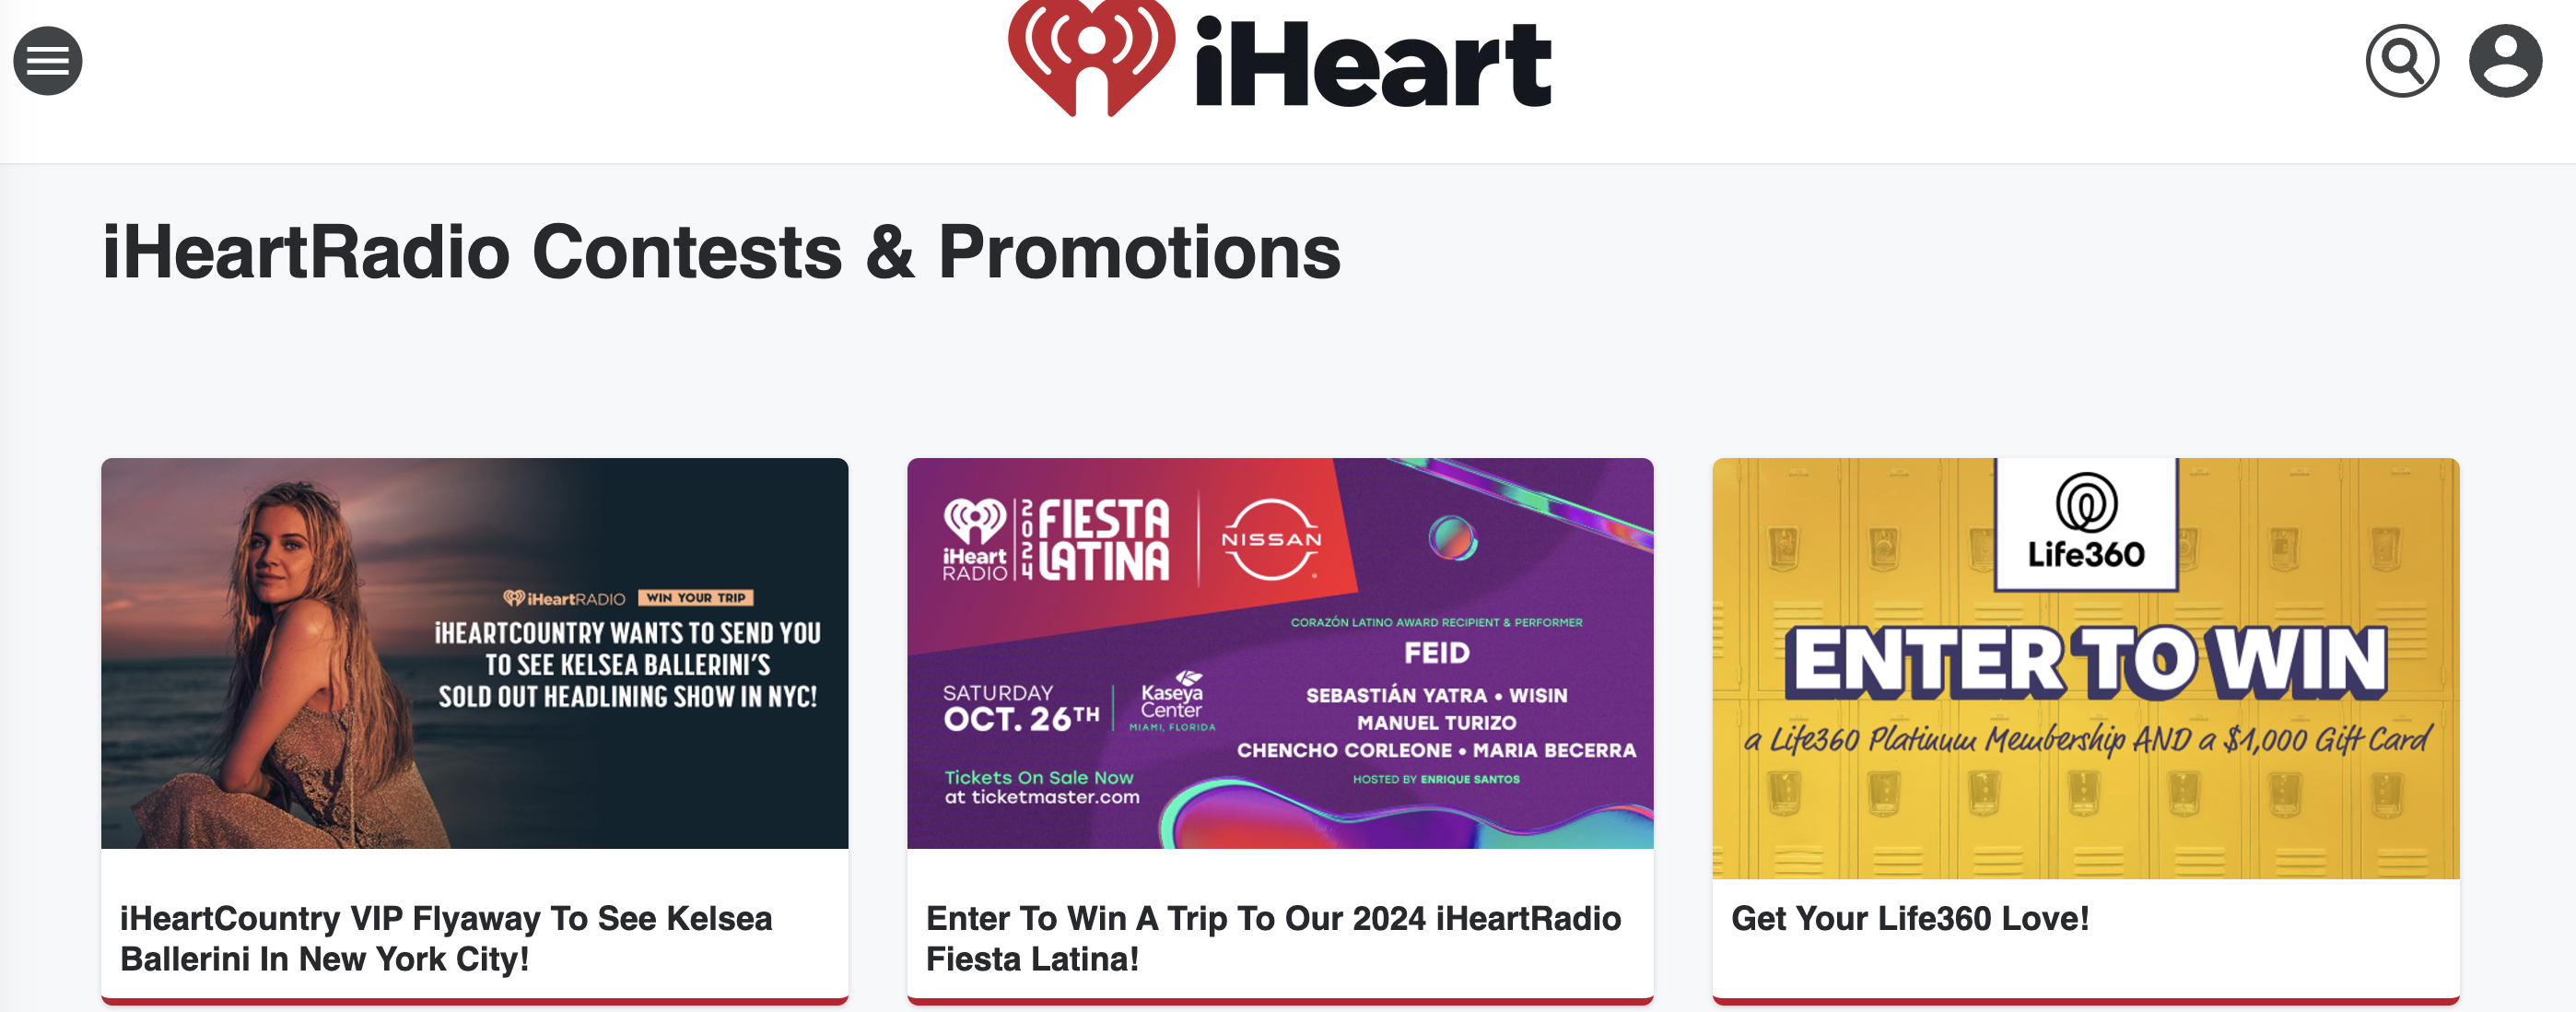 iHeart
iHeartRadio Contests & Promotions
iHeartRADIO WIN YOUR TRIP
iHEARTCOUNTRY WANTS TO SEND YOU
TO SEE KELSEA BALLERINI'S
SOLD OUT HEADLINING SHOW IN NYC!
iHeartCountry VIP Flyaway To See Kelsea
Ballerini In New York City!
iHeart
RADIO
2024
FIESTA
LATINA
NISSAN
CORAZÓN LATINO AWARD RECIPIENT & PERFORMER
FEID
SEBASTIÁN YATRA • WISIN
MANUEL TURIZO
CHENCHO CORLEONE • MARIA BECERRA
HOSTED BY ENRIQUE SANTOS
SATURDAY
OCT. 26TH
Kaseya
Center
MIAMI, FLORIDA
Tickets On Sale Now
at ticketmaster.com
Enter To Win A Trip To Our 2024 iHeartRadio
Fiesta Latina!
Life360
ENTER TO WIN
a Life360 Platinum Membership AND a $1,000 Gift Card
Get Your Life360 Love!